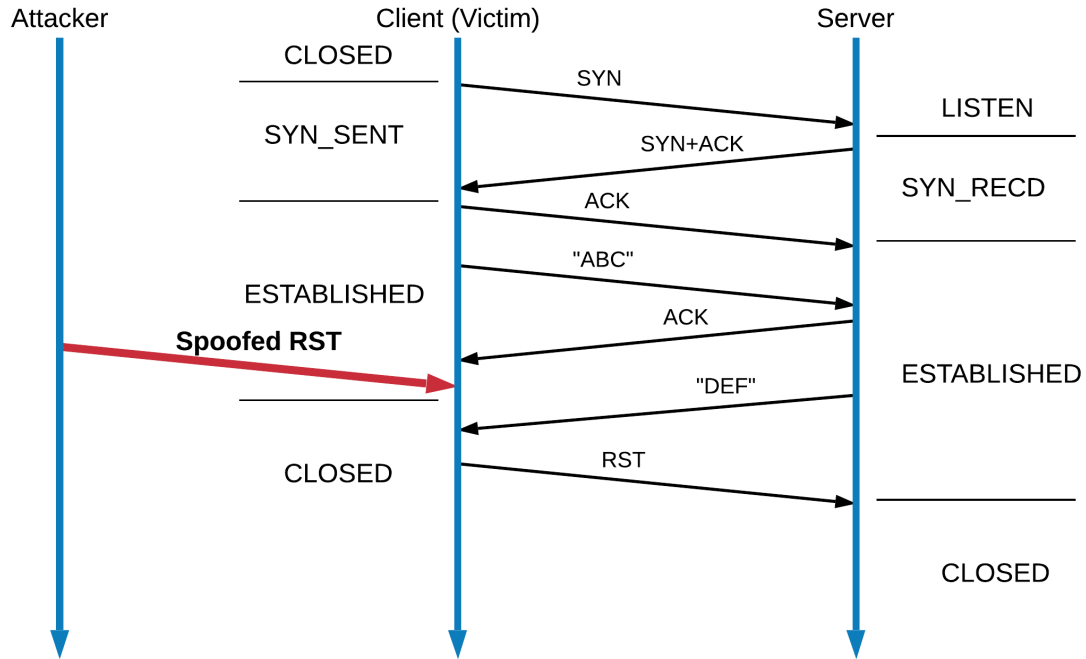 Attacker
Client (Victim)
Server
CLOSED
SYN
LISTEN
SYN_SENT
SYN+ACK
SYN_RECD
ACK
"ABC"
ESTABLISHED
ACK
Spoofed RST
ESTABLISHED
"DEF"
RST
CLOSED
CLOSED